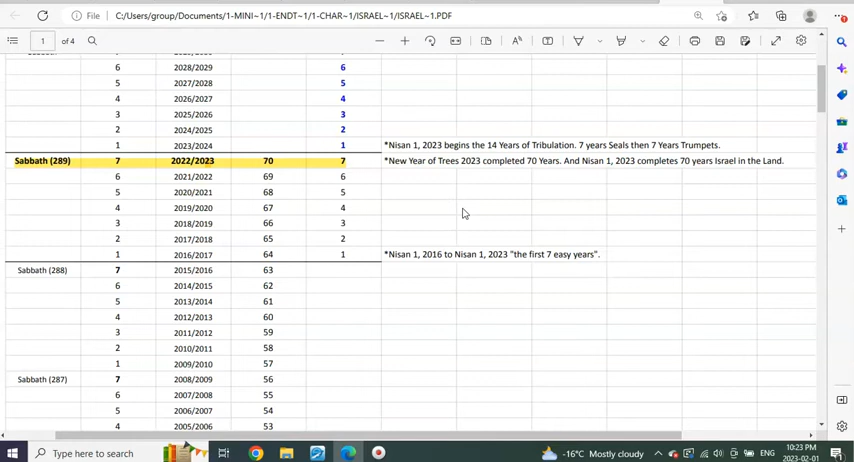 File
C:/Users/group/Documents/1-MINI~1/1-ENDT~1/1-CHAR~1/ISRAEL~1/ISRAEL~1.PDF
1 of 4
6 2028/2029 6
5 2027/2028 5
4 2026/2027 4
3 2025/2026 3
2 2024/2025 2
1 2023/2024 1 *Nisan 1, 2023 begins the 14 Years of Tribulation. 7 years Seals then 7 Years Trumpets.
Sabbath (289) 7 2022/2023 70 7 *New Year of Trees 2023 completed 70 Years. And Nisan 1, 2023 completes 70 years Israel in the Land.
6 2021/2022 69 6
5 2020/2021 68 5
4 2019/2020 67 4
3 2018/2019 66 3
2 2017/2018 65 2
1 2016/2017 64 1 *Nisan 1, 2016 to Nisan 1, 2023 "the first 7 easy years".
Sabbath (288) 7 2015/2016 63
6 2014/2015 62
5 2013/2014 61
4 2012/2013 60
3 2011/2012 59
2 2010/2011 58
1 2009/2010 57
Sabbath (287) 7 2008/2009 56
6 2007/2008 55
5 2006/2007 54
4 2005/2006 53
Type here to search
-16°C Mostly cloudy
ENG
10:23 PM
2023-02-01